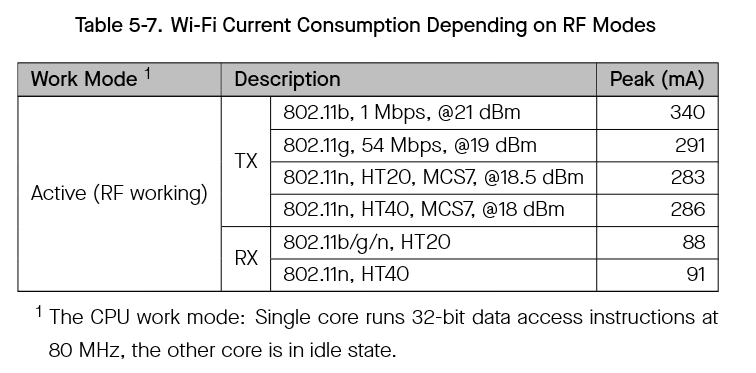 Table 5-7. Wi-Fi Current Consumption Depending on RF Modes
Work Mode 1 Description Peak (mA)
Active (RF working) TX 802.11b, 1 Mbps, @21 dBm 340
802.11g, 54 Mbps, @19 dBm 291
802.11n, HT20, MCS7, @18.5 dBm 283
802.11n, HT40, MCS7, @18 dBm 286
RX 802.11b/g/n, HT20 88
802.11n, HT40 91
1 The CPU work mode: Single core runs 32-bit data access instructions at
80 MHz, the other core is in idle state.